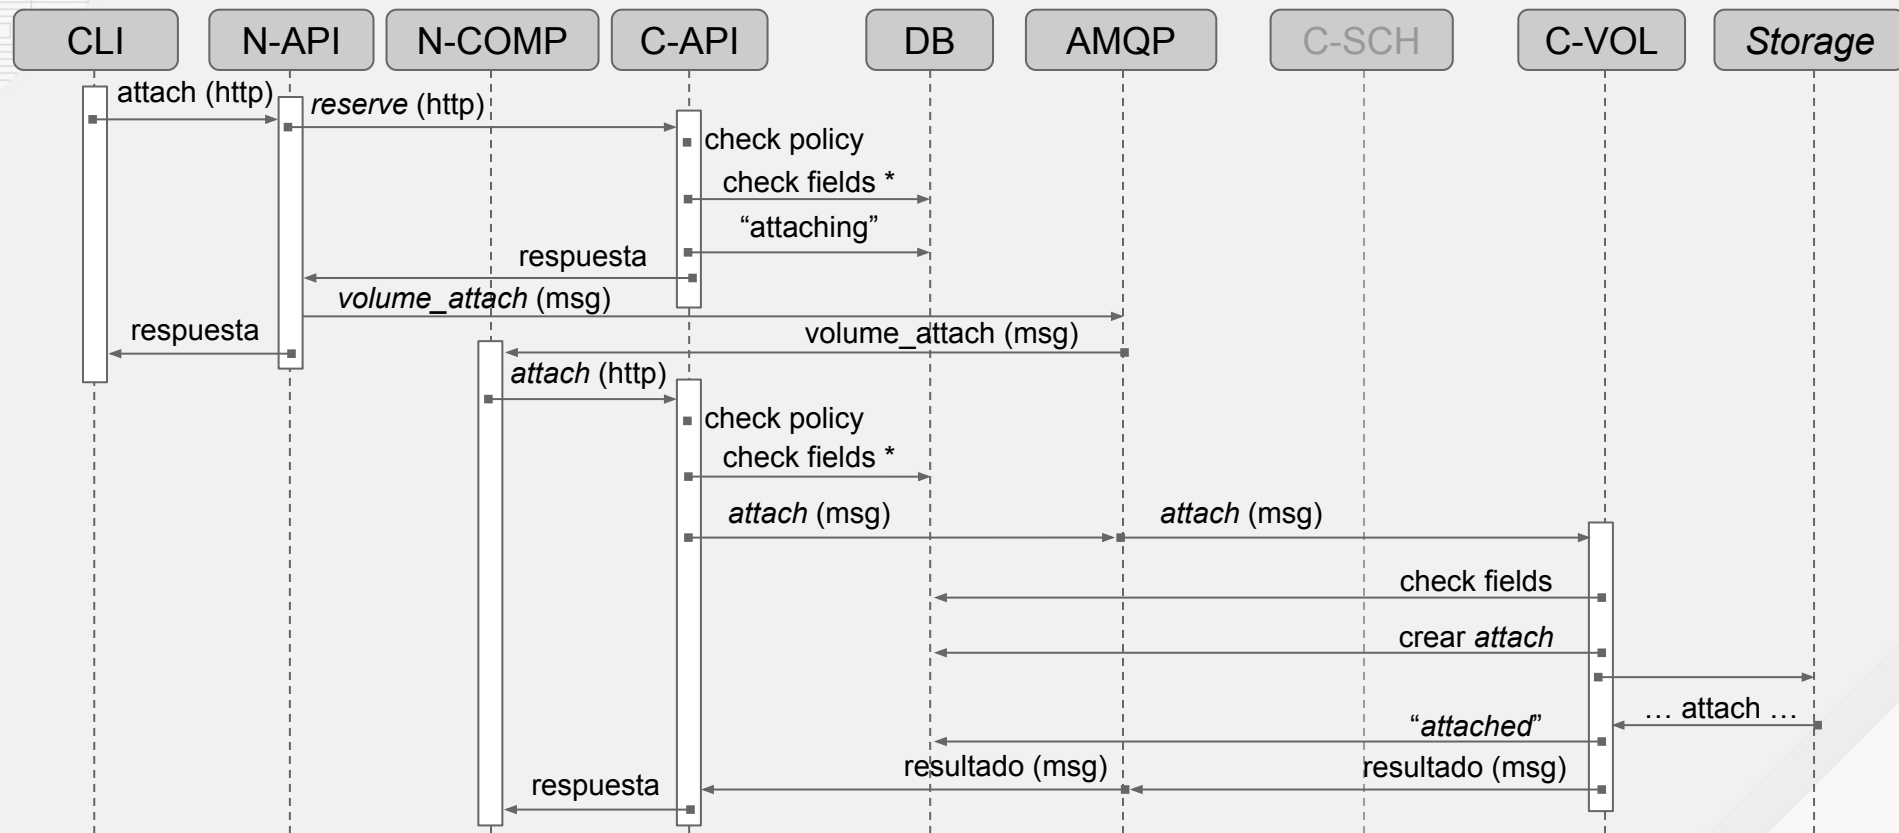 CLI
N-API
N-COMP
C-API
DB
AMQP
C-SCH
C-VOL
Storage
attach (http)
reserve (http)
check policy
check fields *
“attaching”
respuesta
volume_attach (msg)
respuesta
volume_attach (msg)
attach (http)
check policy
check fields *
attach (msg)
attach (msg)
check fields
crear attach
… attach …
“attached”
resultado (msg)
resultado (msg)
respuesta